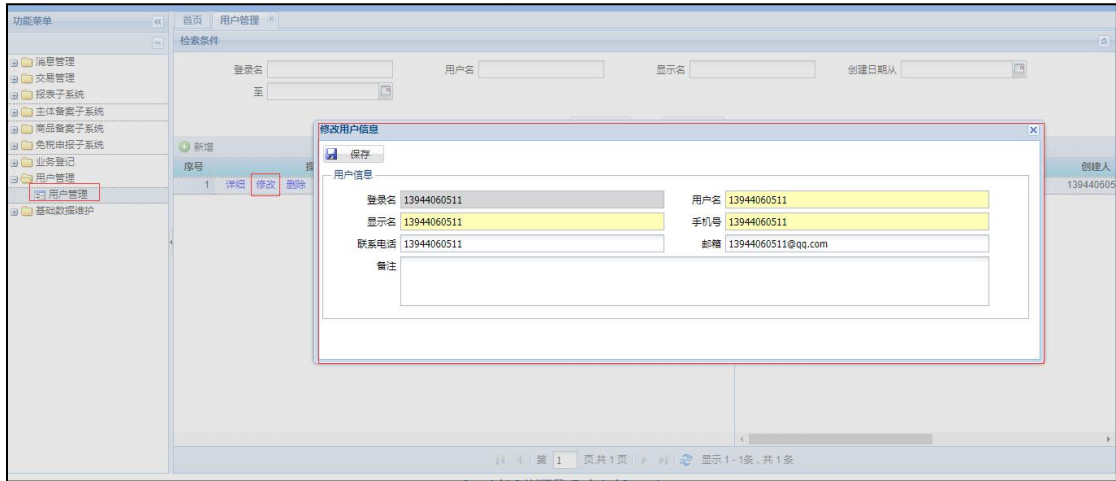 功能菜单
首页 用户管理
检索条件
消息管理
交易管理
报表子系统
主体备案子系统
商品备案子系统
免税申报子系统
业务登记
用户管理
用户管理
基础数据维护
登录名 用户名 显示名 创建日期从
至
新增
序号 创建人
1 详细 修改 删除 139440605
修改用户信息
保存
用户信息
登录名 13944060511 用户名 13944060511
显示名 13944060511 手机号 13944060511
联系电话 13944060511 邮箱 13944060511@qq.com
备注
第 1 页,共 1 页 显示 1 - 1条,共 1 条